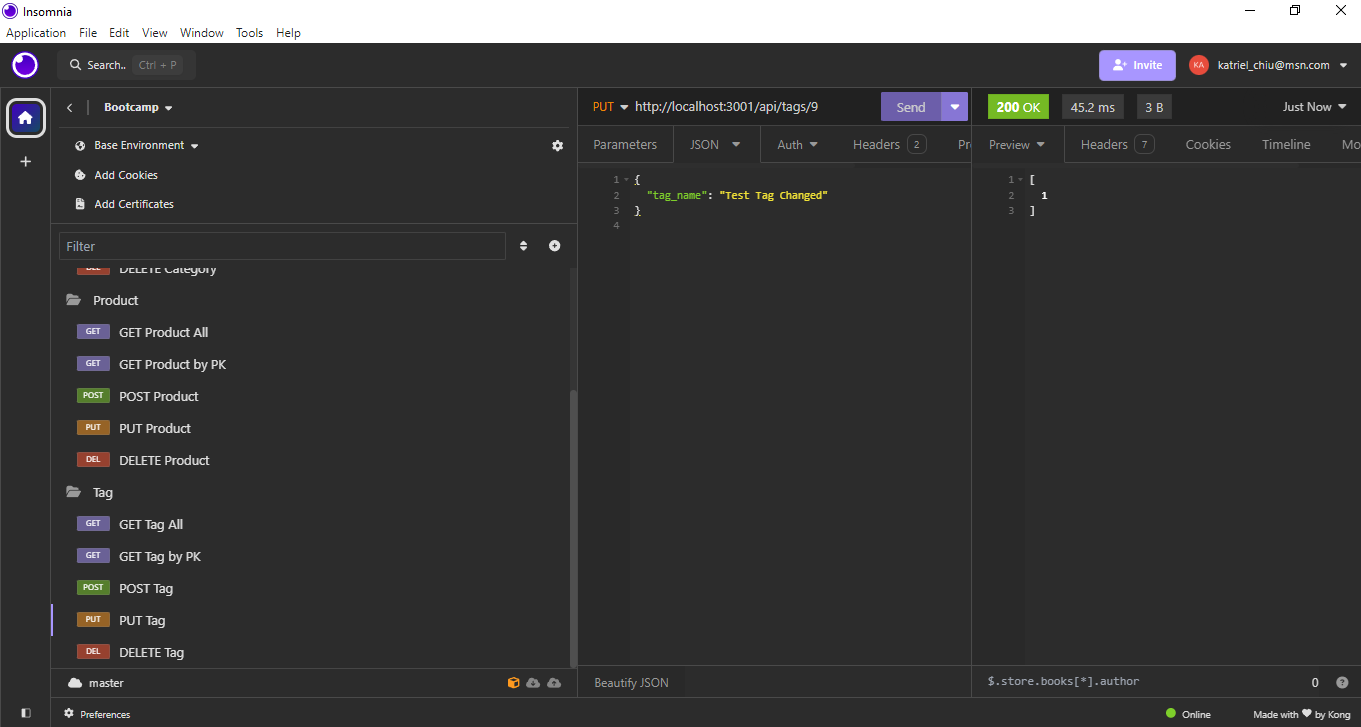 Insomnia
Application File Edit View Window Tools Help
Search.. Ctrl + P
Invite
KA katriel_chiu@msn.com
Bootcamp
Base Environment
Add Cookies
Add Certificates
Filter
DEL DELETE Category
Product
GET GET Product All
GET GET Product by PK
POST POST Product
PUT PUT Product
DEL DELETE Product
Tag
GET GET Tag All
GET GET Tag by PK
POST POST Tag
PUT PUT Tag
DEL DELETE Tag
master
Preferences
PUT http://localhost:3001/api/tags/9 Send
Parameters JSON Auth Headers 2 Pr
1 {
2 "tag_name": "Test Tag Changed"
3 }
4
Beautify JSON
200 OK 45.2 ms 3 B Just Now
Preview Headers 7 Cookies Timeline Mo
1 [
2 1
3 ]
$.store.books[*].author 0 ?
Online Made with by Kong